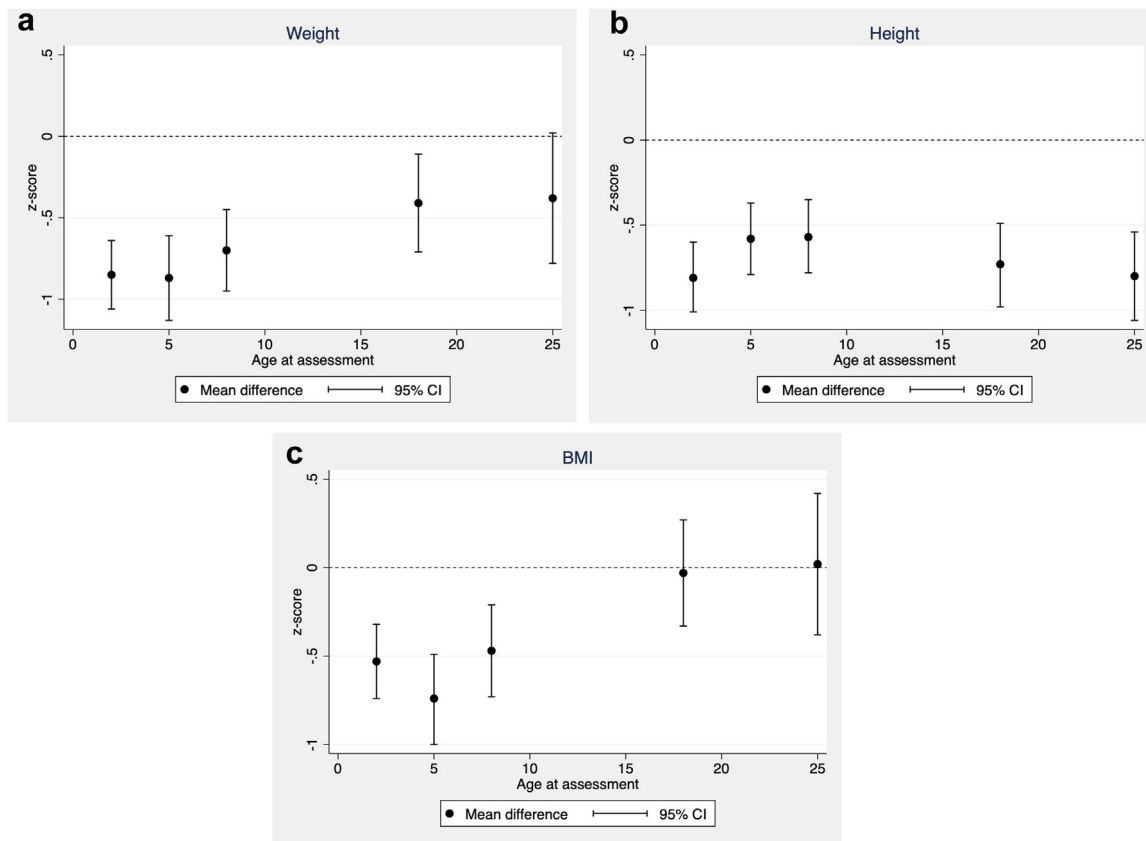 a
Weight
z-score
.5
0
-.5
-1
0 5 10 15 20 25
Age at assessment
Mean difference 95% CI
b
Height
z-score
.5
0
-.5
-1
0 5 10 15 20 25
Age at assessment
Mean difference 95% CI
c
BMI
z-score
.5
0
-.5
-1
0 5 10 15 20 25
Age at assessment
Mean difference 95% CI